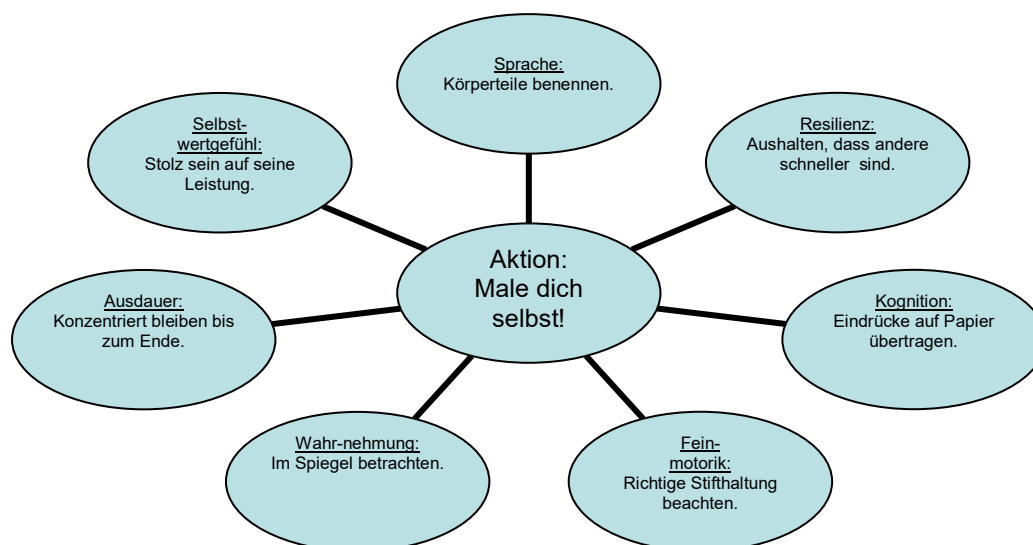 Sprache:
Körperteile benennen.
Selbst-
wertgefühl:
Stolz sein auf seine
Leistung.
Resilienz:
Aushalten, dass andere
schneller sind.
Aktion:
Male dich
selbst!
Ausdauer:
Konzentriert bleiben bis
zum Ende.
Kognition:
Eindrücke auf Papier
übertragen.
Wahr-nehmung:
Im Spiegel betrachten.
Fein-
motorik:
Richtige Stifthaltung
beachten.